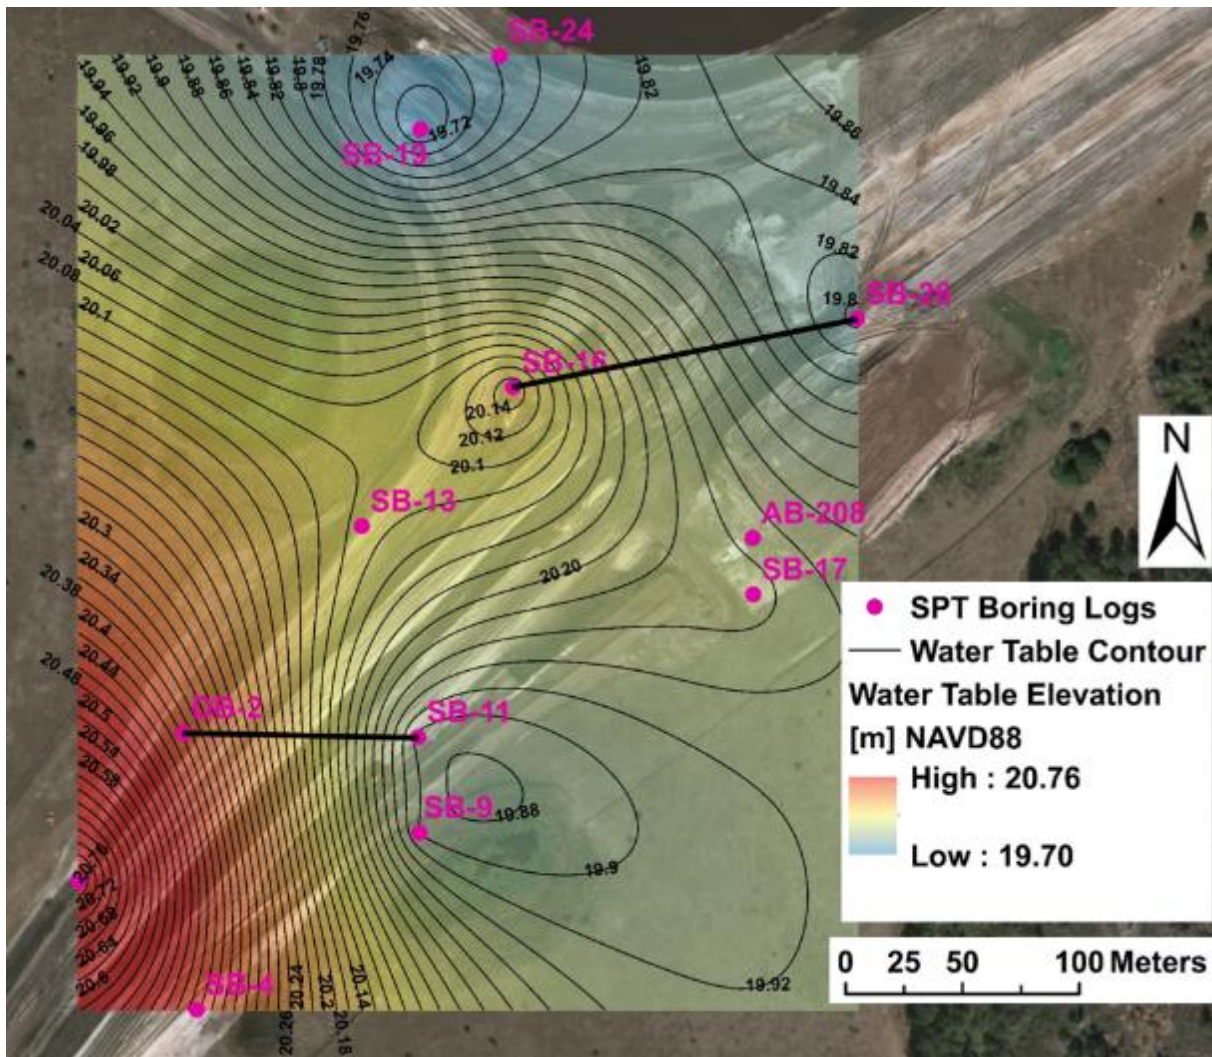 19.76
SB-24
19.94
19.92
19.9
19.88
19.86
19.84
19.82
19.8
19.78
19.74
19.82
19.96
19.72
19.86
SB-19
19.98
19.84
20.04
20.02
20.08
20.06
19.82
19.8
20.1
SB-16
20.14
20.12
20.1
N
SB-13
AB-208
20.3
20.34
20.20
SB-17
20.38
20.4
SPT Boring Logs
20.44
Water Table Contour
20.48
20.5
Water Table Elevation
DB-2
SB-11
[m] NAVD88
20.54
20.58
High : 20.76
SB-9
19.88
Low : 19.70
20.76
19.9
20.72
20.68
20.64
20.6
SB-4
20.24
20.2
20.14
19.92
20.26
20.18
0 25 50 100 Meters